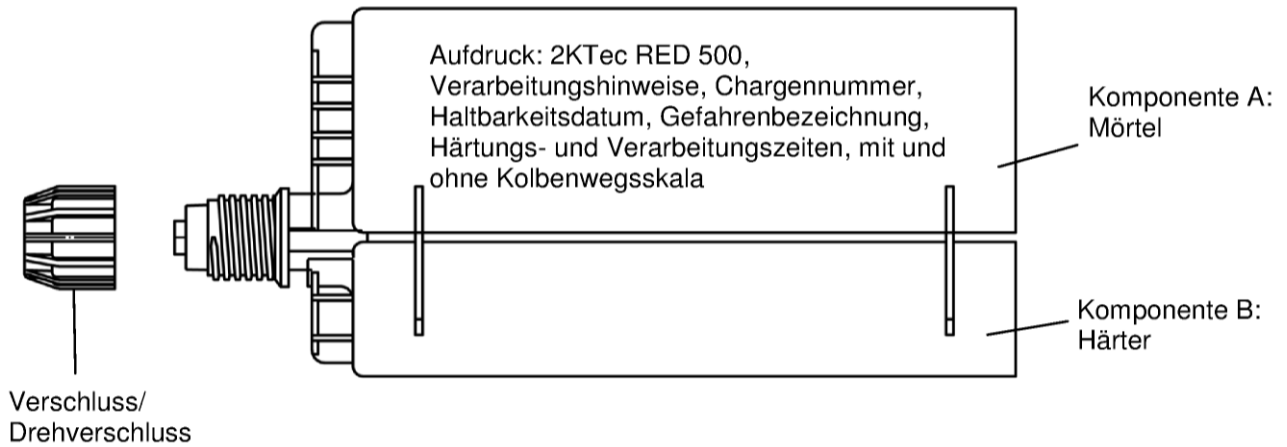 Aufdruck: 2KTec RED 500,
Verarbeitungshinweise, Chargennummer,
Haltbarkeitsdatum, Gefahrenbezeichnung,
Härtungs- und Verarbeitungszeiten, mit und
ohne Kolbenwegsskala
Komponente A:
Mörtel
Komponente B:
Härter
Verschluss/
Drehverschluss